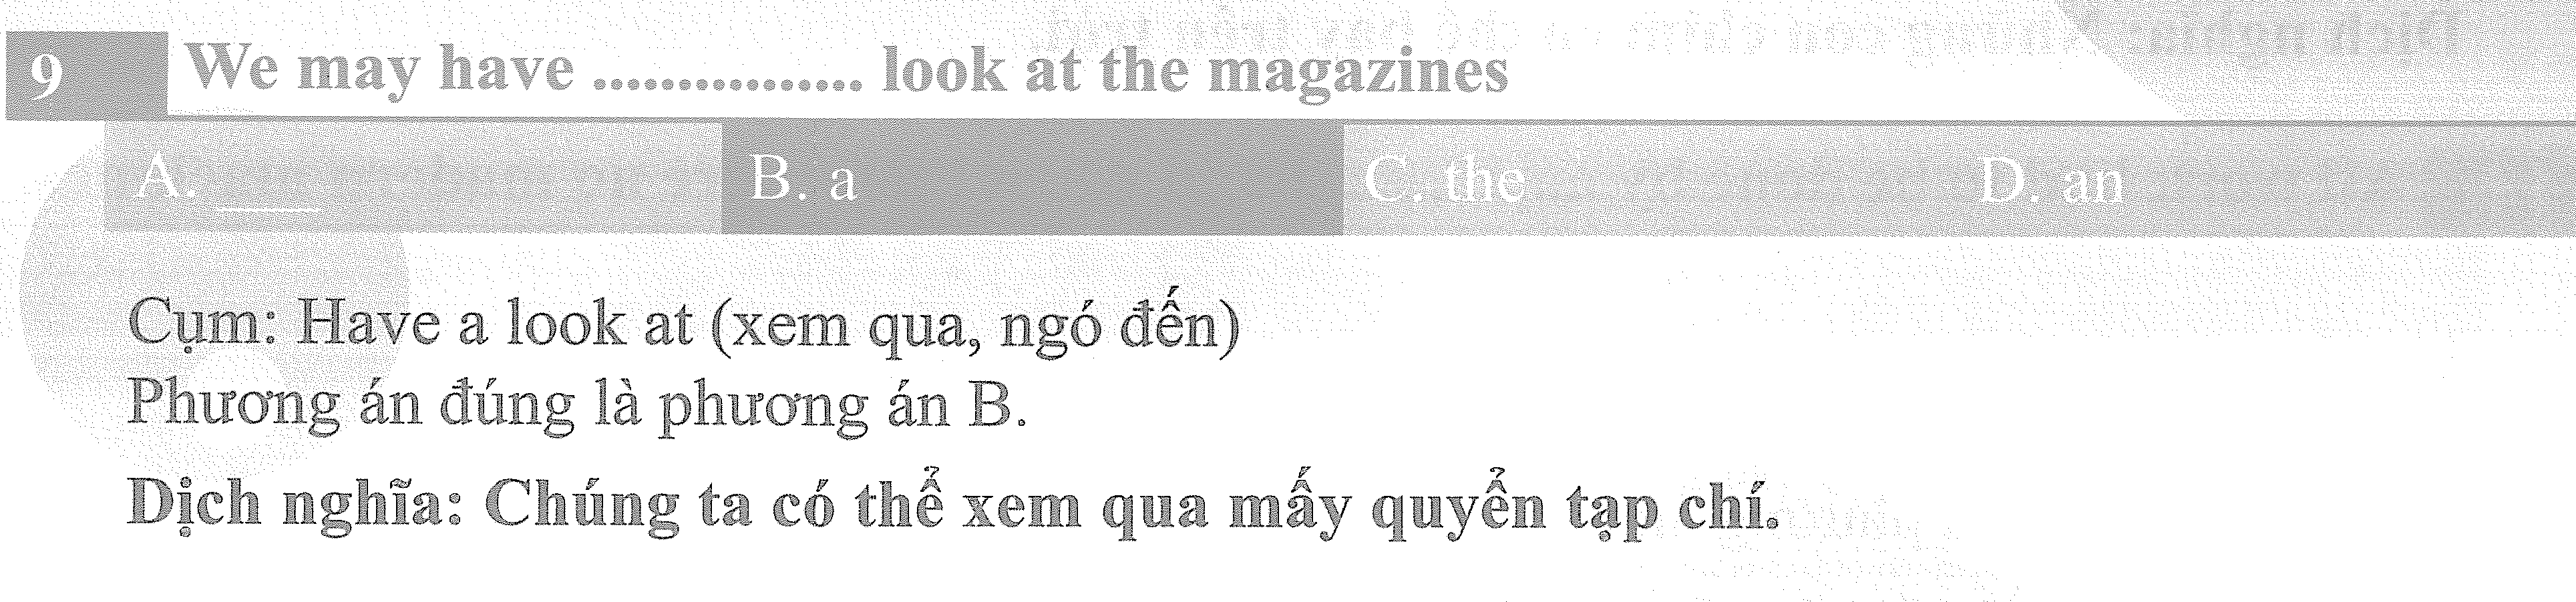 9 We may have ............... look at the magazines
A. ____ B. a C. the D. an
Cụm: Have a look at (xem qua, ngó đến)
Phương án đúng là phương án B.
Dịch nghĩa: Chúng ta có thể xem qua mấy quyển tạp chí.